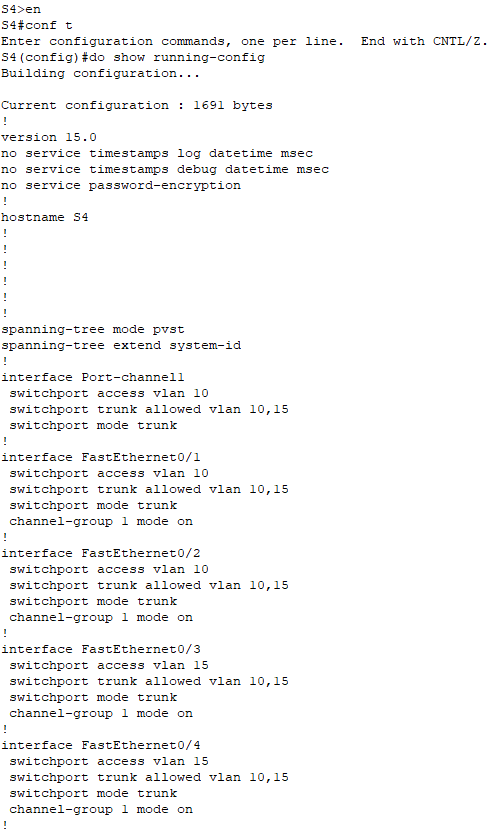 S4>en
S4#conf t
Enter configuration commands, one per line.  End with CNTL/Z.
S4(config)#do show running-config
Building configuration...

Current configuration : 1691 bytes
!
version 15.0
no service timestamps log datetime msec
no service timestamps debug datetime msec
no service password-encryption
!
hostname S4
!
!
!
!
!
!
spanning-tree mode pvst
spanning-tree extend system-id
!
interface Port-channel1
 switchport access vlan 10
 switchport trunk allowed vlan 10,15
 switchport mode trunk
!
interface FastEthernet0/1
 switchport access vlan 10
 switchport trunk allowed vlan 10,15
 switchport mode trunk
 channel-group 1 mode on
!
interface FastEthernet0/2
 switchport access vlan 10
 switchport trunk allowed vlan 10,15
 switchport mode trunk
 channel-group 1 mode on
!
interface FastEthernet0/3
 switchport access vlan 15
 switchport trunk allowed vlan 10,15
 switchport mode trunk
 channel-group 1 mode on
!
interface FastEthernet0/4
 switchport access vlan 15
 switchport trunk allowed vlan 10,15
 switchport mode trunk
 channel-group 1 mode on
!